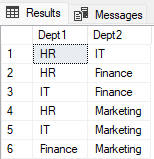 Results Messages
Dept1 Dept2
1 HR IT
2 HR Finance
3 IT Finance
4 HR Marketing
5 IT Marketing
6 Finance Marketing